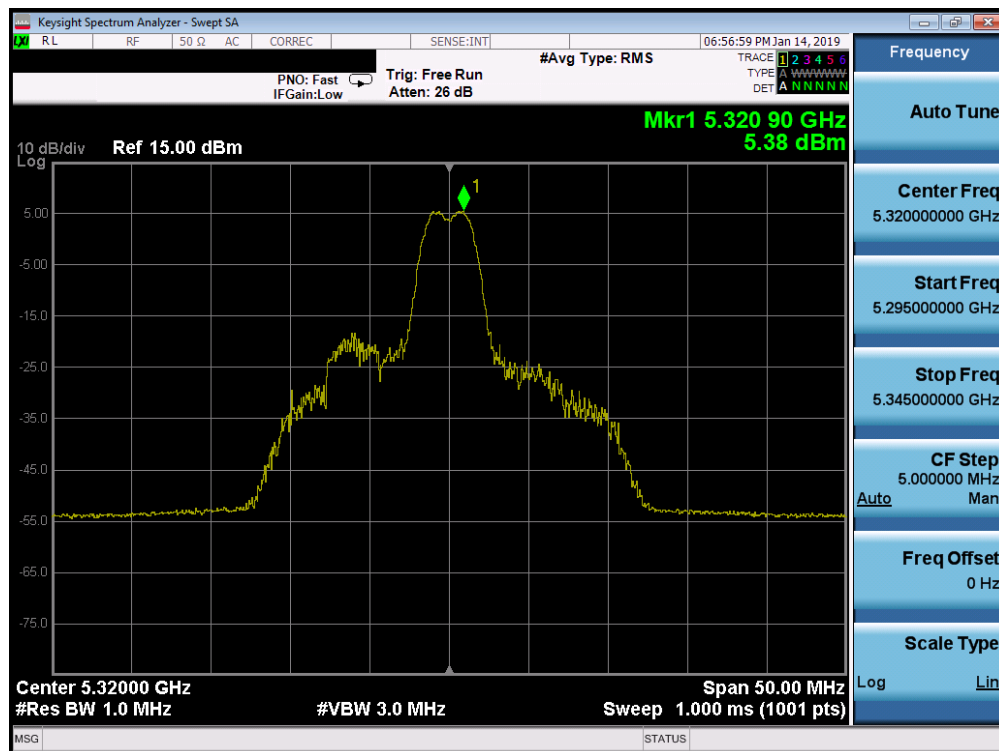 Keysight Spectrum Analyzer - Swept SA
LXI RL RF 50 Ω AC CORREC SENSE:INT 06:56:59 PM Jan 14, 2019
#Avg Type: RMS
TRACE 1 2 3 4 5 6
TYPE A WWWWW
DET A N N N N N
PNO: Fast
IFGain:Low
Trig: Free Run
Atten: 26 dB
Mkr1 5.320 90 GHz
5.38 dBm
10 dB/div
Log
Ref 15.00 dBm
1
5.00
-5.00
-15.0
-25.0
-35.0
-45.0
-55.0
-65.0
-75.0
Center 5.32000 GHz
Span 50.00 MHz
#Res BW 1.0 MHz
#VBW 3.0 MHz
Sweep 1.000 ms (1001 pts)
MSG
STATUS
Frequency
Auto Tune
Center Freq
5.320000000 GHz
Start Freq
5.295000000 GHz
Stop Freq
5.345000000 GHz
CF Step
5.000000 MHz
Auto Man
Freq Offset
0 Hz
Scale Type
Log Lin